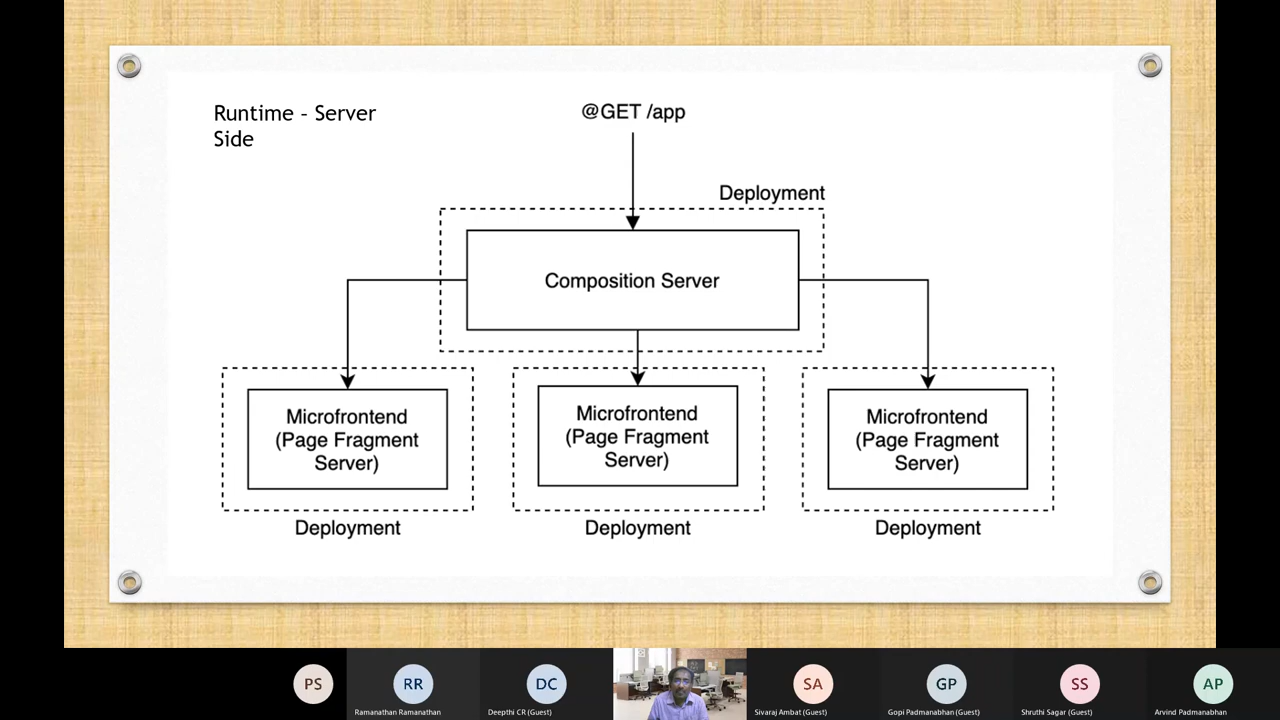 Runtime – Server
Side
@GET /app
Deployment
Composition Server
Microfrontend
(Page Fragment
Server)
Microfrontend
(Page Fragment
Server)
Microfrontend
(Page Fragment
Server)
Deployment
Deployment
Deployment
PS
RR
DC
SA
GP
SS
AP
Ramanathan Ramanathan
Deepthi CR (Guest)
Sivaraj Ambat (Guest)
Gopi Padmanabhan (Guest)
Shruthi Sagar (Guest)
Arvind Padmanabhan